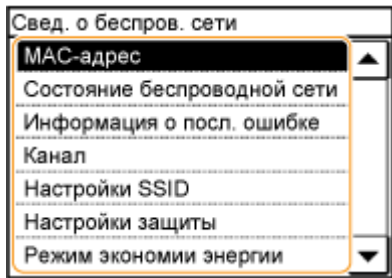 Свед. о беспров. сети
MAC-адрес
Состояние беспроводной сети
Информация о посл. ошибке
Канал
Настройки SSID
Настройки защиты
Режим экономии энергии